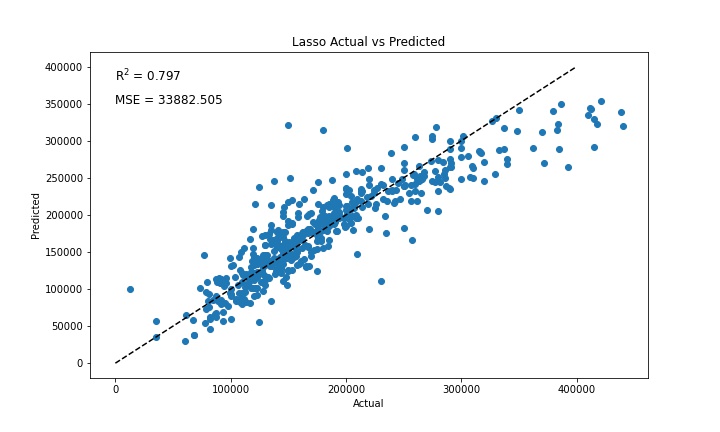 Lasso Actual vs Predicted
R² = 0.797
MSE = 33882.505
400000
350000
300000
250000
200000
150000
100000
50000
0
Predicted
0
100000
200000
300000
400000
Actual